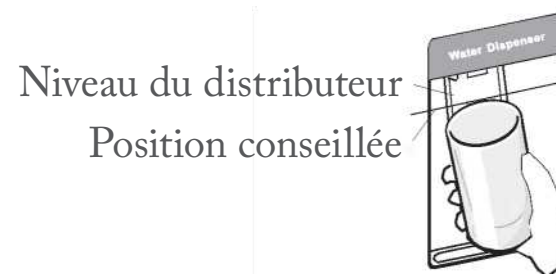 Water Dispenser
Niveau du distributeur
Position conseillée